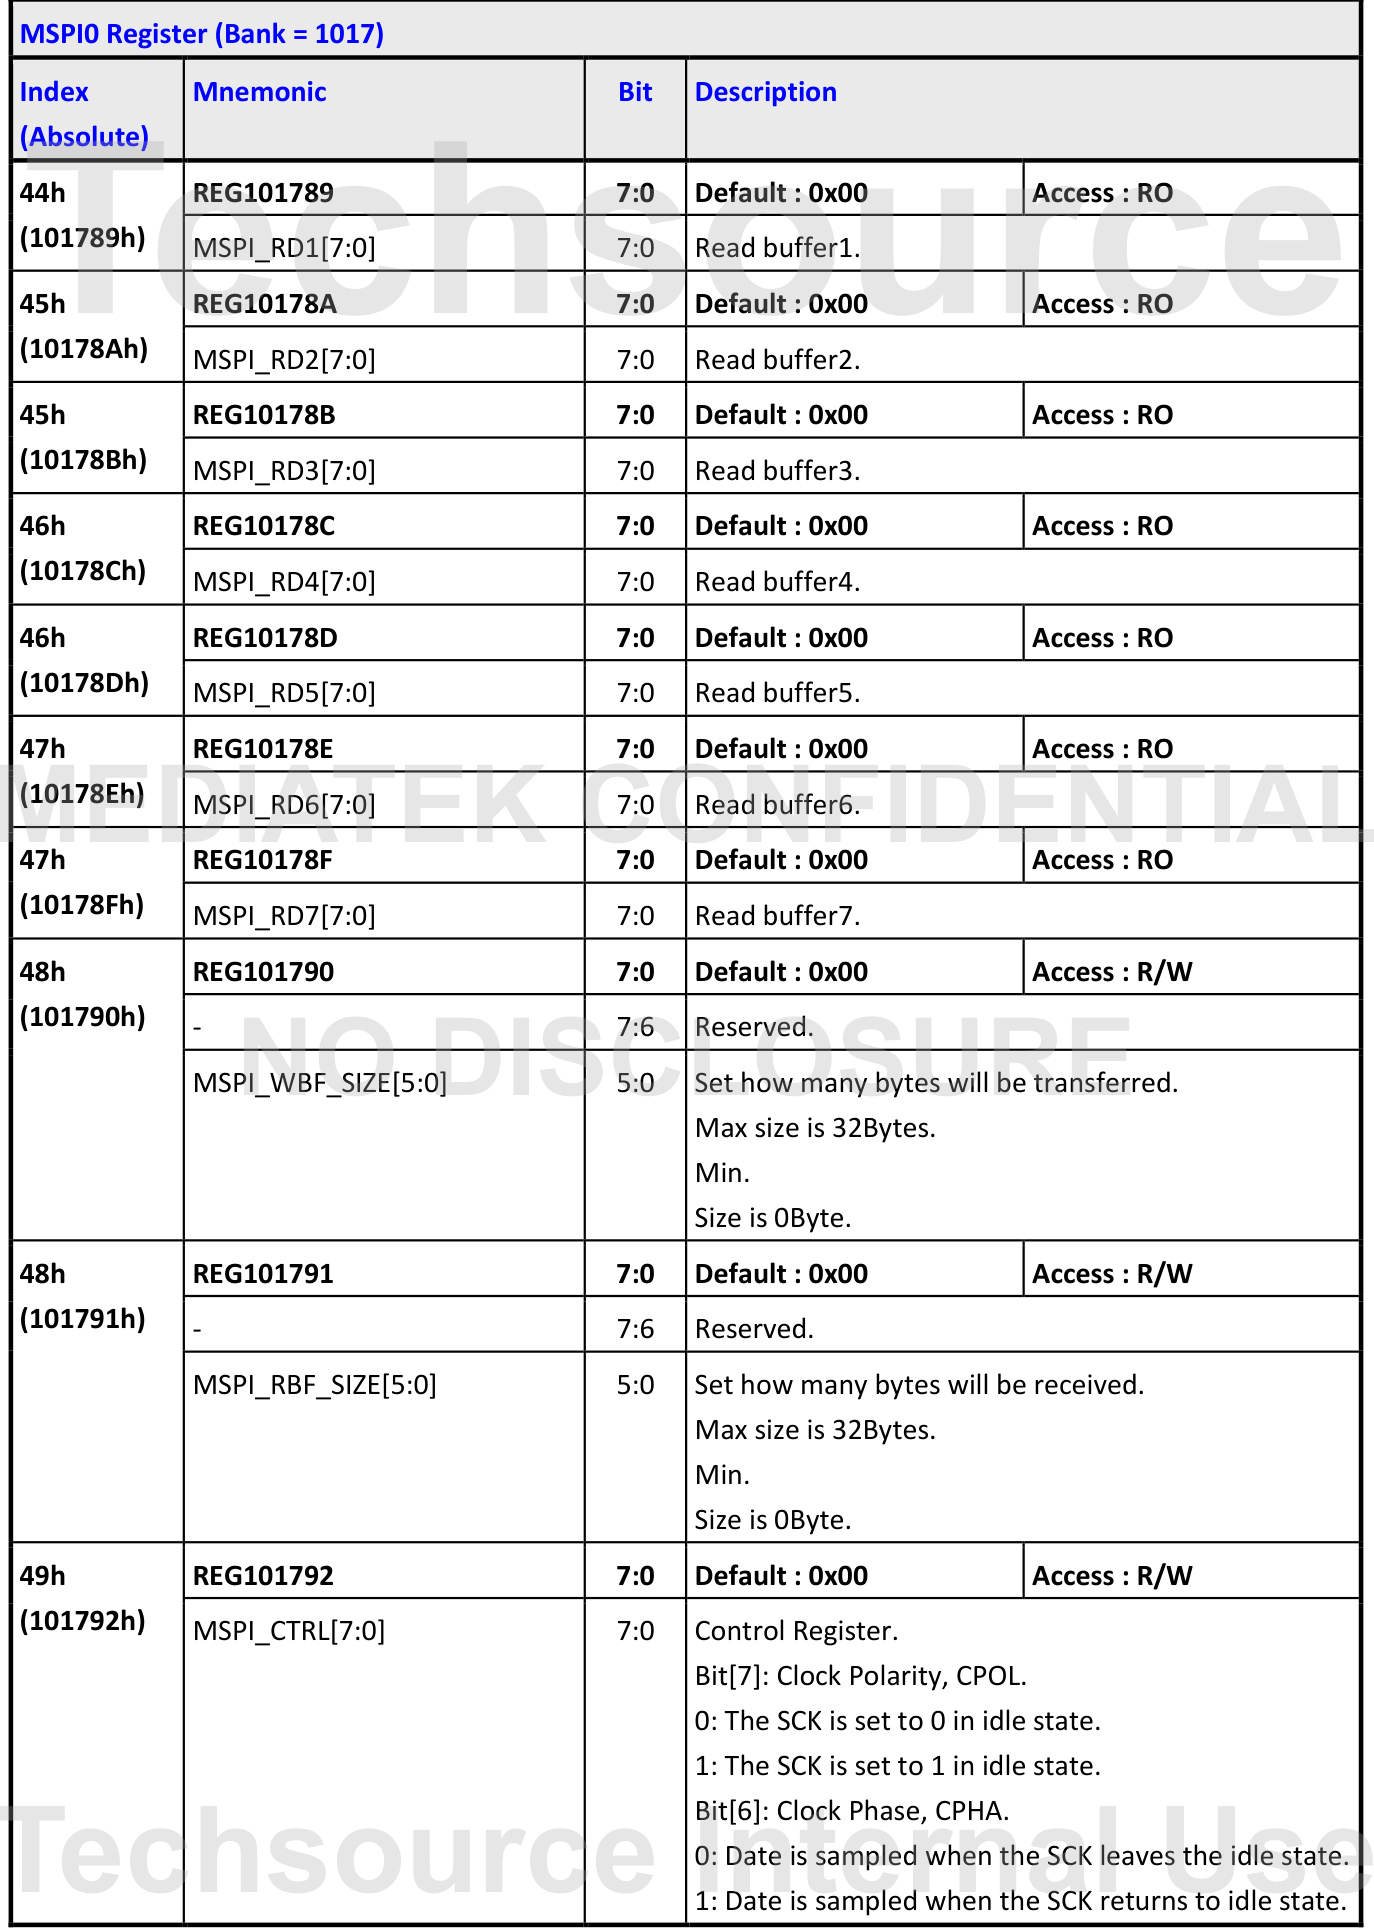 MSPI0 Register (Bank = 1017)
Index Mnemonic Bit Description
(Absolute)
44h REG101789 7:0 Default : 0x00 Access : RO
(101789h) MSPI_RD1[7:0] 7:0 Read buffer1.
45h REG10178A 7:0 Default : 0x00 Access : RO
(10178Ah) MSPI_RD2[7:0] 7:0 Read buffer2.
45h REG10178B 7:0 Default : 0x00 Access : RO
(10178Bh) MSPI_RD3[7:0] 7:0 Read buffer3.
46h REG10178C 7:0 Default : 0x00 Access : RO
(10178Ch) MSPI_RD4[7:0] 7:0 Read buffer4.
46h REG10178D 7:0 Default : 0x00 Access : RO
(10178Dh) MSPI_RD5[7:0] 7:0 Read buffer5.
47h REG10178E 7:0 Default : 0x00 Access : RO
(10178Eh) MSPI_RD6[7:0] 7:0 Read buffer6.
47h REG10178F 7:0 Default : 0x00 Access : RO
(10178Fh) MSPI_RD7[7:0] 7:0 Read buffer7.
48h REG101790 7:0 Default : 0x00 Access : R/W
(101790h) - 7:6 Reserved.
MSPI_WBF_SIZE[5:0] 5:0 Set how many bytes will be transferred.
Max size is 32Bytes.
Min.
Size is 0Byte.
48h REG101791 7:0 Default : 0x00 Access : R/W
(101791h) - 7:6 Reserved.
MSPI_RBF_SIZE[5:0] 5:0 Set how many bytes will be received.
Max size is 32Bytes.
Min.
Size is 0Byte.
49h REG101792 7:0 Default : 0x00 Access : R/W
(101792h) MSPI_CTRL[7:0] 7:0 Control Register.
Bit[7]: Clock Polarity, CPOL.
0: The SCK is set to 0 in idle state.
1: The SCK is set to 1 in idle state.
Bit[6]: Clock Phase, CPHA.
0: Date is sampled when the SCK leaves the idle state.
1: Date is sampled when the SCK returns to idle state.
Techsource
MEDIATEK CONFIDENTIAL
NO DISCLOSURE
Techsource Internal Use